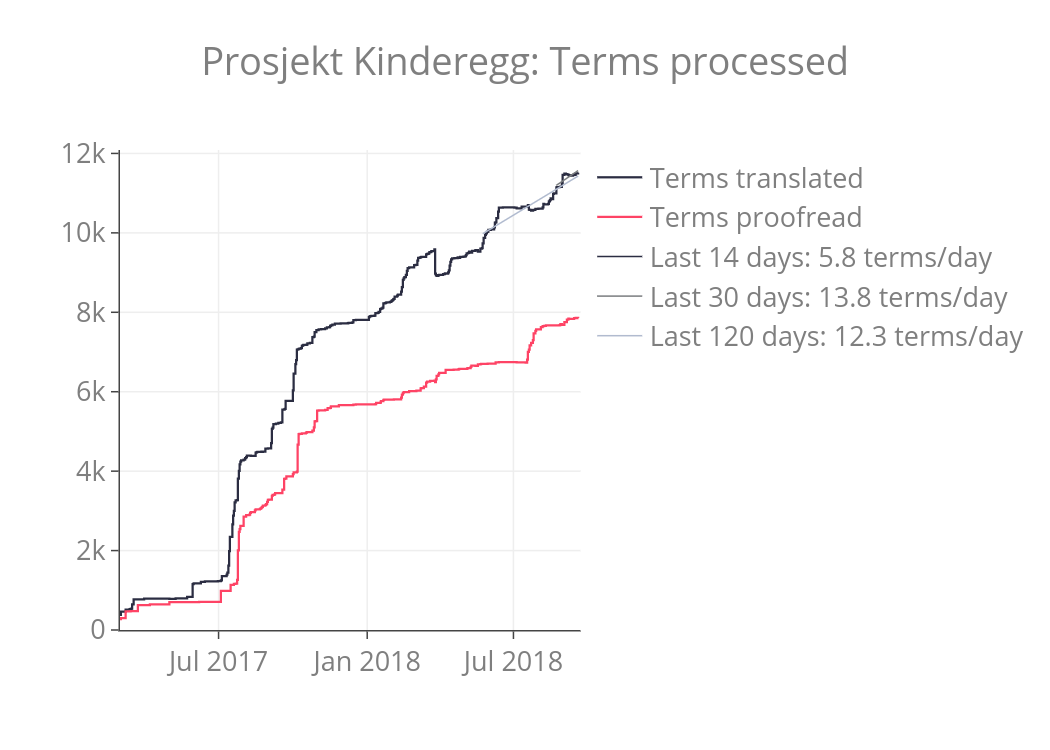 Prosjekt Kinderegg: Terms processed
12k
10k
8k
6k
4k
2k
0
Jul 2017
Jan 2018
Jul 2018
Terms translated
Terms proofread
Last 14 days: 5.8 terms/day
Last 30 days: 13.8 terms/day
Last 120 days: 12.3 terms/day